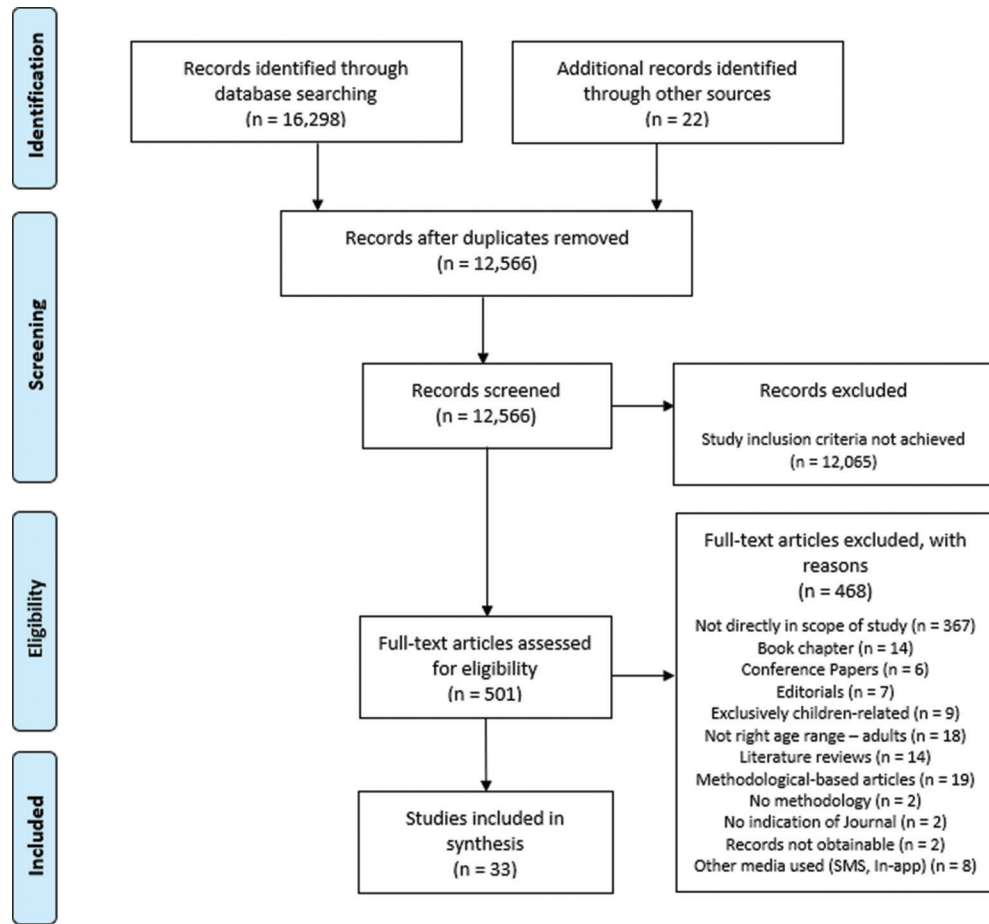 Identification
Records identified through
database searching
(n = 16,298)
Additional records identified
through other sources
(n = 22)
Screening
Records after duplicates removed
(n = 12,566)
Records screened
(n = 12,566)
Records excluded
Study inclusion criteria not achieved
(n = 12,065)
Eligibility
Full-text articles assessed
for eligibility
(n = 501)
Full-text articles excluded, with
reasons
(n = 468)
Not directly in scope of study (n = 367)
Book chapter (n = 14)
Conference Papers (n = 6)
Editorials (n = 7)
Exclusively children-related (n = 9)
Not right age range – adults (n = 18)
Literature reviews (n = 14)
Methodological-based articles (n = 19)
No methodology (n = 2)
No indication of Journal (n = 2)
Records not obtainable (n = 2)
Other media used (SMS, In-app) (n = 8)
Included
Studies included in
synthesis
(n = 33)